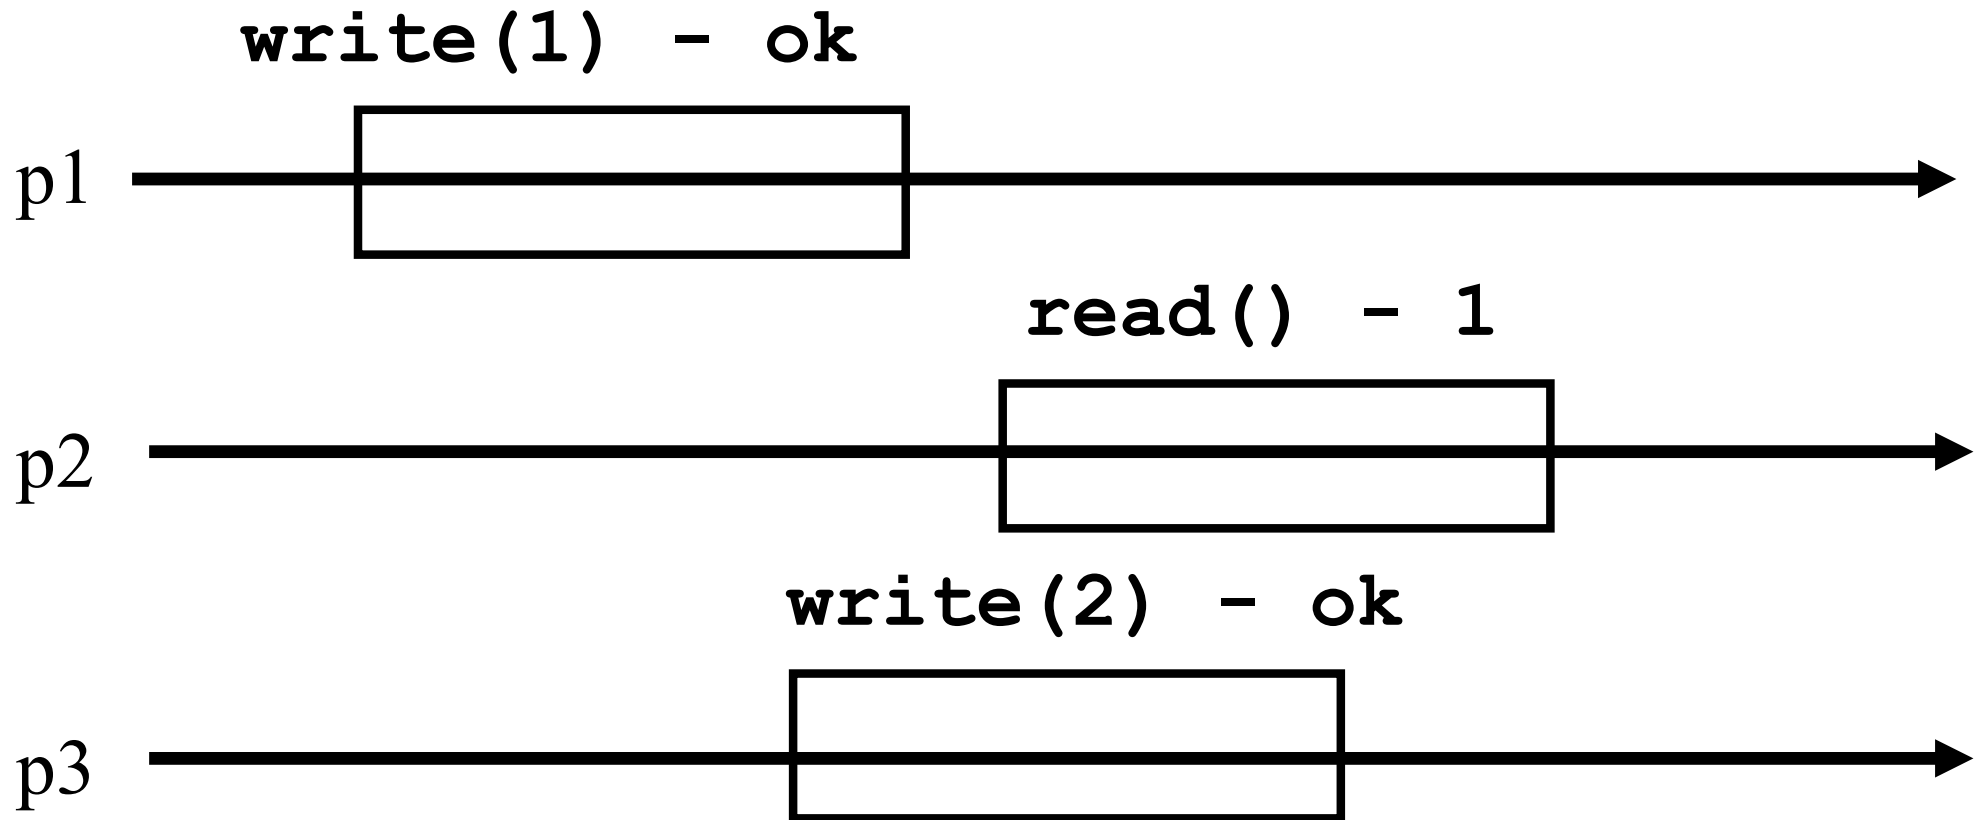 write(1) - ok
p1
read() - 1
p2
write(2) - ok
p3